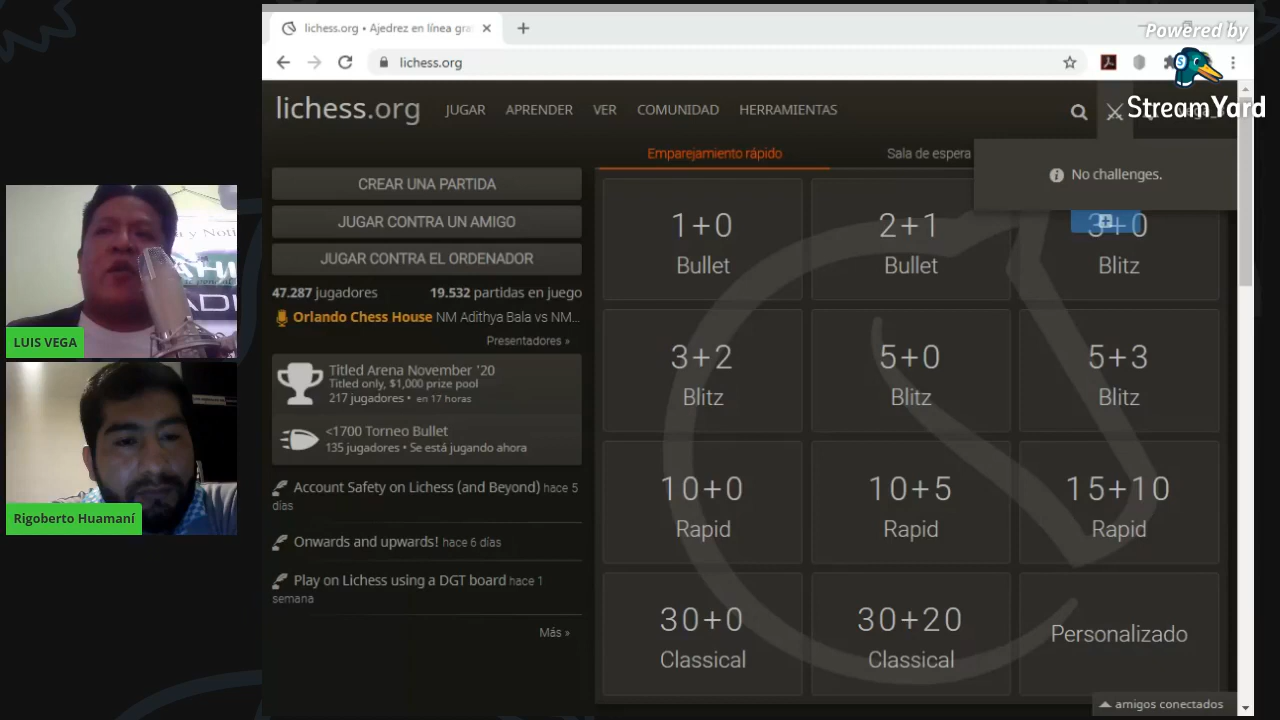 lichess.org • Ajedrez en línea gra
Powered by
lichess.org
StreamYard
lichess.org
JUGAR
APRENDER
VER
COMUNIDAD
HERRAMIENTAS
Emparejamiento rápido
Sala de espera
No challenges.
CREAR UNA PARTIDA
JUGAR CONTRA UN AMIGO
JUGAR CONTRA EL ORDENADOR
47.287 jugadores
19.532 partidas en juego
Orlando Chess House NM Adithya Bala vs NM...
Presentadores »
Titled Arena November '20
Titled only, $1,000 prize pool
217 jugadores • en 17 horas
<1700 Torneo Bullet
135 jugadores • Se está jugando ahora
Account Safety on Lichess (and Beyond) hace 5
días
Onwards and upwards! hace 6 días
Play on Lichess using a DGT board hace 1
semana
Más »
1+0
Bullet
2+1
Bullet
3+0
Blitz
3+2
Blitz
5+0
Blitz
5+3
Blitz
10+0
Rapid
10+5
Rapid
15+10
Rapid
30+0
Classical
30+20
Classical
Personalizado
amigos conectados
LUIS VEGA
Rigoberto Huamaní